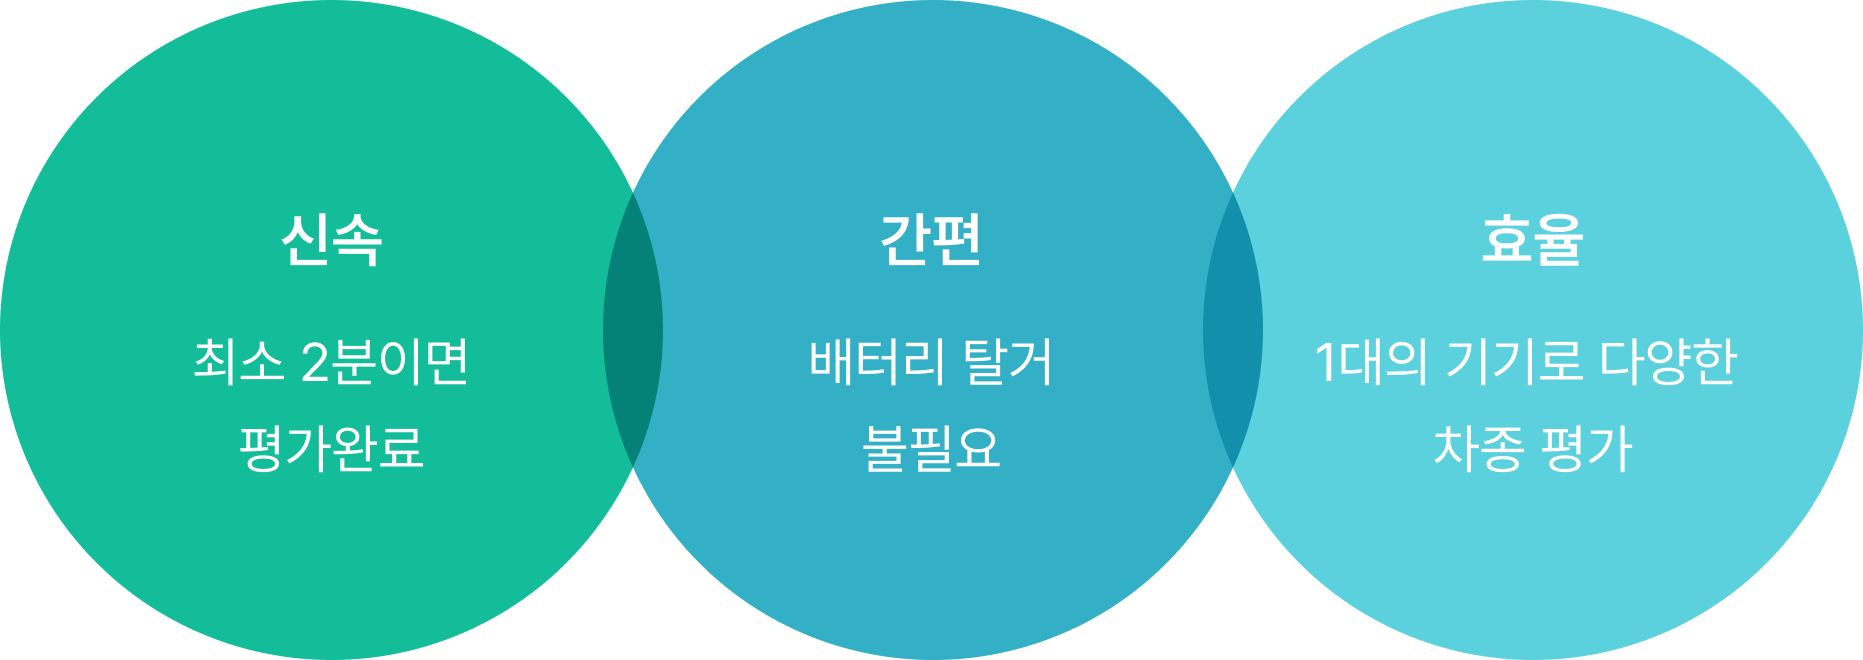 신속
최소 2분이면
평가완료
간편
배터리 탈거
불필요
효율
1대의 기기로 다양한
차종 평가